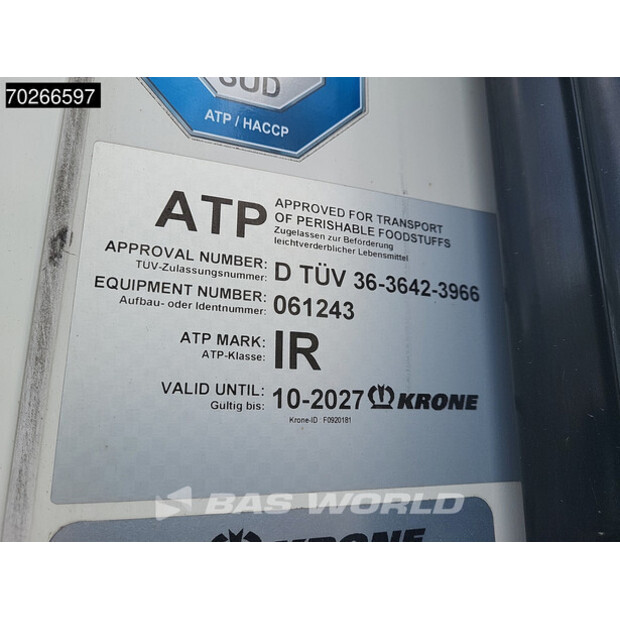 70266597
SÜD
ATP / HACCP
ATP
APPROVED FOR TRANSPORT
OF PERISHABLE FOODSTUFFS
Zugelassen zur Beförderung
leichtverderblicher Lebensmittel
APPROVAL NUMBER:
TÜV-Zulassungsnummer:
D TÜV 36-3642-3966
EQUIPMENT NUMBER:
Aufbau- oder Identnummer:
061243
ATP MARK:
ATP-Klasse:
IR
VALID UNTIL:
Gültig bis:
10-2027 KRONE
Krone-ID : F0920181
BAS WORLD
KRONE